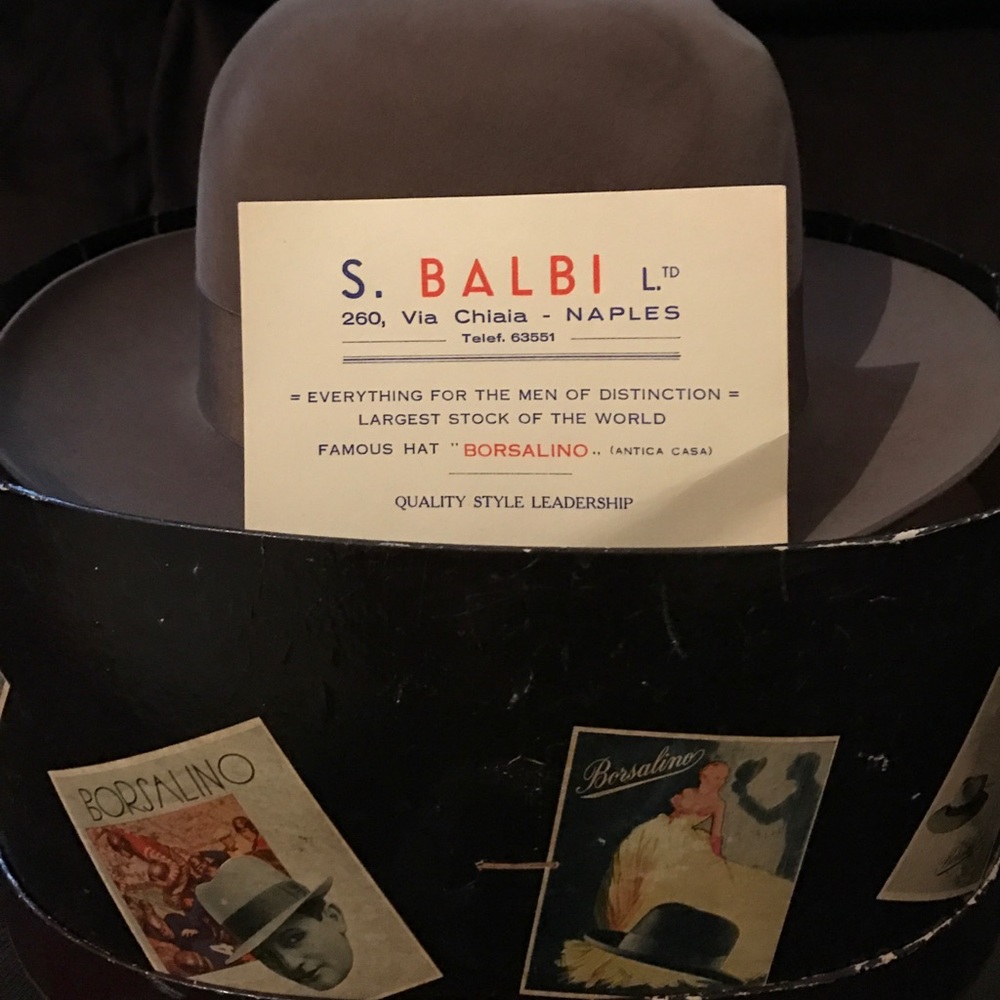 S. BALBI L.TD
260, Via Chiaia - NAPLES
Telef. 63551
= EVERYTHING FOR THE MEN OF DISTINCTION =
LARGEST STOCK OF THE WORLD
FAMOUS HAT " BORSALINO .. (ANTICA CASA)
QUALITY STYLE LEADERSHIP
BORSALINO
Borsalino